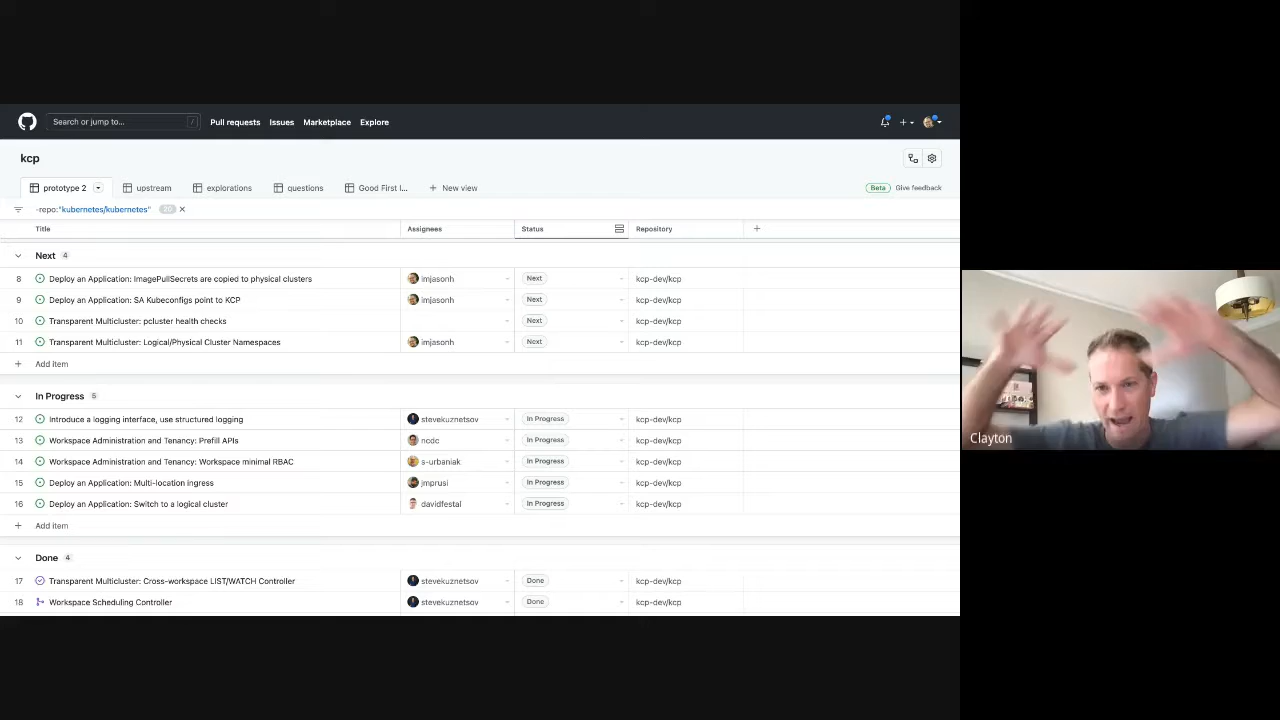 Search or jump to... /
Pull requests Issues Marketplace Explore
kcp
prototype 2 upstream explorations questions Good First I... New view
Beta Give feedback
-repo:"kubernetes/kubernetes"
Title Assignees Status Repository
Next 4
8 Deploy an Application: ImagePullSecrets are copied to physical clusters imjasonh Next kcp-dev/kcp
9 Deploy an Application: SA Kubeconfigs point to KCP imjasonh Next kcp-dev/kcp
10 Transparent Multicluster: pcluster health checks Next kcp-dev/kcp
11 Transparent Multicluster: Logical/Physical Cluster Namespaces imjasonh Next kcp-dev/kcp
Add item
In Progress 5
12 Introduce a logging interface, use structured logging stevekuznetsov In Progress kcp-dev/kcp
13 Workspace Administration and Tenancy: Prefill APIs ncdc In Progress kcp-dev/kcp
14 Workspace Administration and Tenancy: Workspace minimal RBAC s-urbaniak In Progress kcp-dev/kcp
15 Deploy an Application: Multi-location ingress jmprusi In Progress kcp-dev/kcp
16 Deploy an Application: Switch to a logical cluster davidfestal In Progress kcp-dev/kcp
Add item
Done 4
17 Transparent Multicluster: Cross-workspace LIST/WATCH Controller stevekuznetsov Done kcp-dev/kcp
18 Workspace Scheduling Controller stevekuznetsov Done kcp-dev/kcp
Clayton